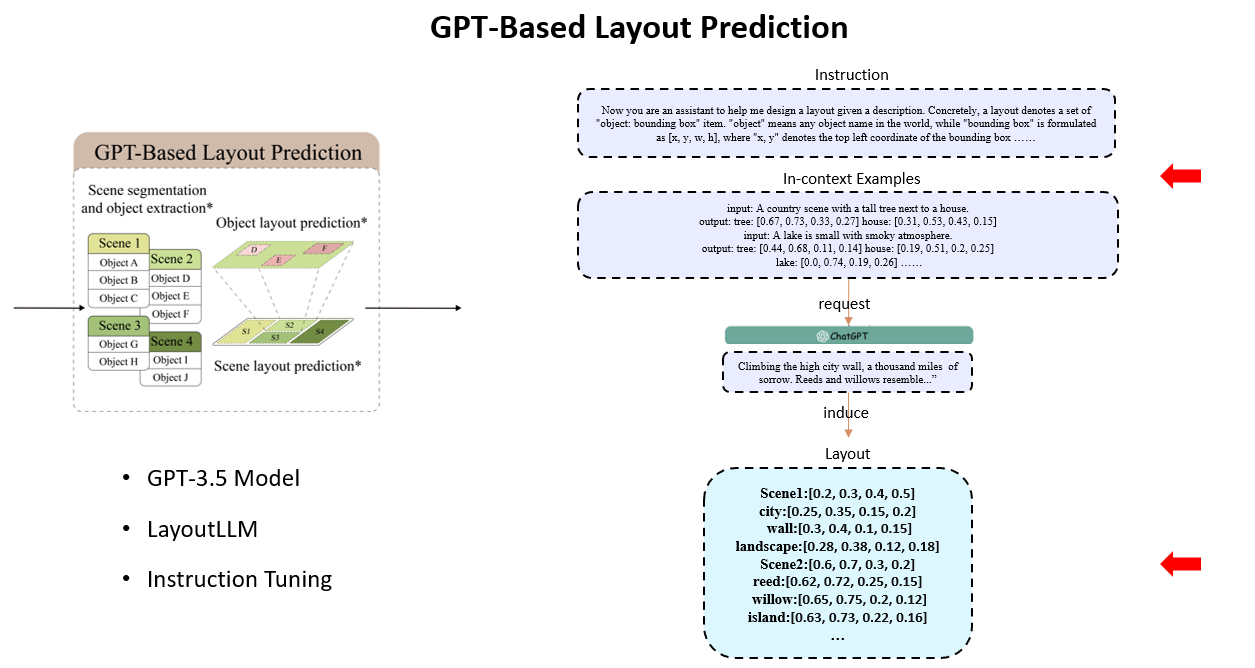 GPT-Based Layout Prediction
GPT-Based Layout Prediction
Scene segmentation
and object extraction*
Scene 1
Object A
Object B
Object C
Scene 2
Object D
Object E
Object F
Scene 3
Object G
Object H
Scene 4
Object I
Object J
Object layout prediction*
D
E
F
S1
S2
S3
S4
Scene layout prediction*
• GPT-3.5 Model
• LayoutLLM
• Instruction Tuning
Instruction
Now you are an assistant to help me design a layout given a description. Concretely, a layout denotes a set of
"object: bounding box" item. "object" means any object name in the world, while "bounding box" is formulated
as [x, y, w, h], where "x, y" denotes the top left coordinate of the bounding box ……
In-context Examples
input: A country scene with a tall tree next to a house.
output: tree: [0.67, 0.73, 0.33, 0.27] house: [0.31, 0.53, 0.43, 0.15]
input: A lake is small with smoky atmosphere.
output: tree: [0.44, 0.68, 0.11, 0.14] house: [0.19, 0.51, 0.2, 0.25]
lake: [0.0, 0.74, 0.19, 0.26] ……
request
ChatGPT
Climbing the high city wall, a thousand miles of
sorrow. Reeds and willows resemble...”
induce
Layout
Scene1:[0.2, 0.3, 0.4, 0.5]
city:[0.25, 0.35, 0.15, 0.2]
wall:[0.3, 0.4, 0.1, 0.15]
landscape:[0.28, 0.38, 0.12, 0.18]
Scene2:[0.6, 0.7, 0.3, 0.2]
reed:[0.62, 0.72, 0.25, 0.15]
willow:[0.65, 0.75, 0.2, 0.12]
island:[0.63, 0.73, 0.22, 0.16]
…